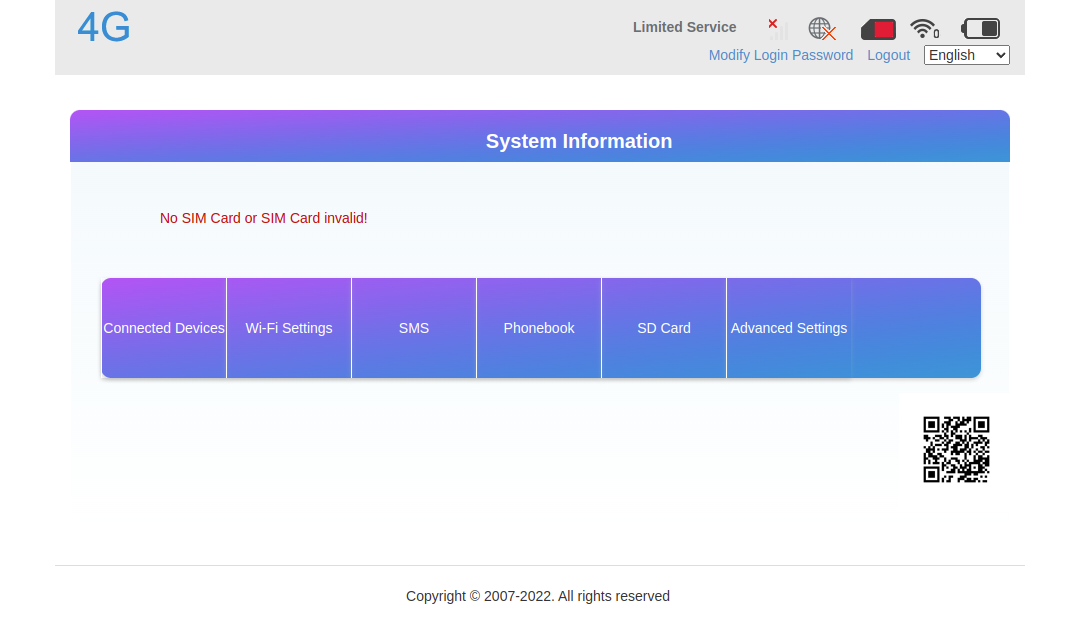 4G
Limited Service
0
Modify Login Password Logout English
System Information
No SIM Card or SIM Card invalid!
Connected Devices Wi-Fi Settings SMS Phonebook SD Card Advanced Settings
Copyright © 2007-2022. All rights reserved